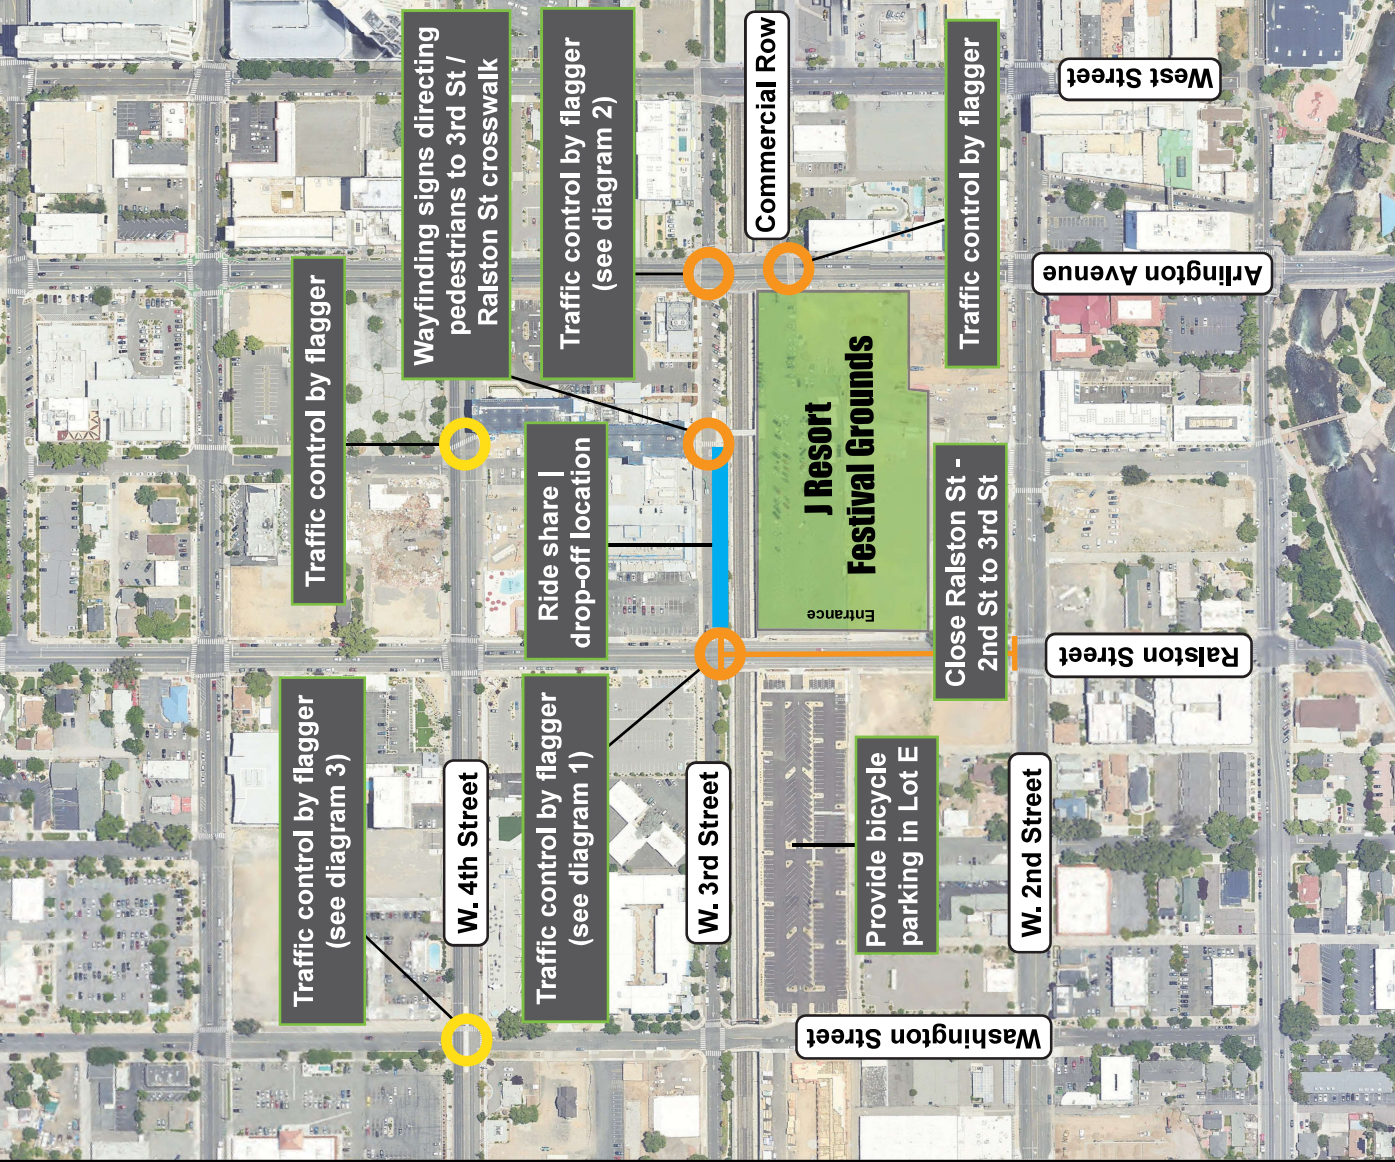 Wayfinding signs directing
pedestrians to 3rd St /
Ralston St crosswalk
Traffic control by flagger
(see diagram 2)
Commercial Row
Traffic control by flagger
West Street
Arlington Avenue
Traffic control by flagger
Ride share |
drop-off location
J Resort
Festival Grounds
Entrance
Close Ralston St -
2nd St to 3rd St
Ralston Street
Traffic control by flagger
(see diagram 3)
W. 4th Street
Traffic control by flagger
(see diagram 1)
W. 3rd Street
Provide bicycle
parking in Lot E
W. 2nd Street
Washington Street